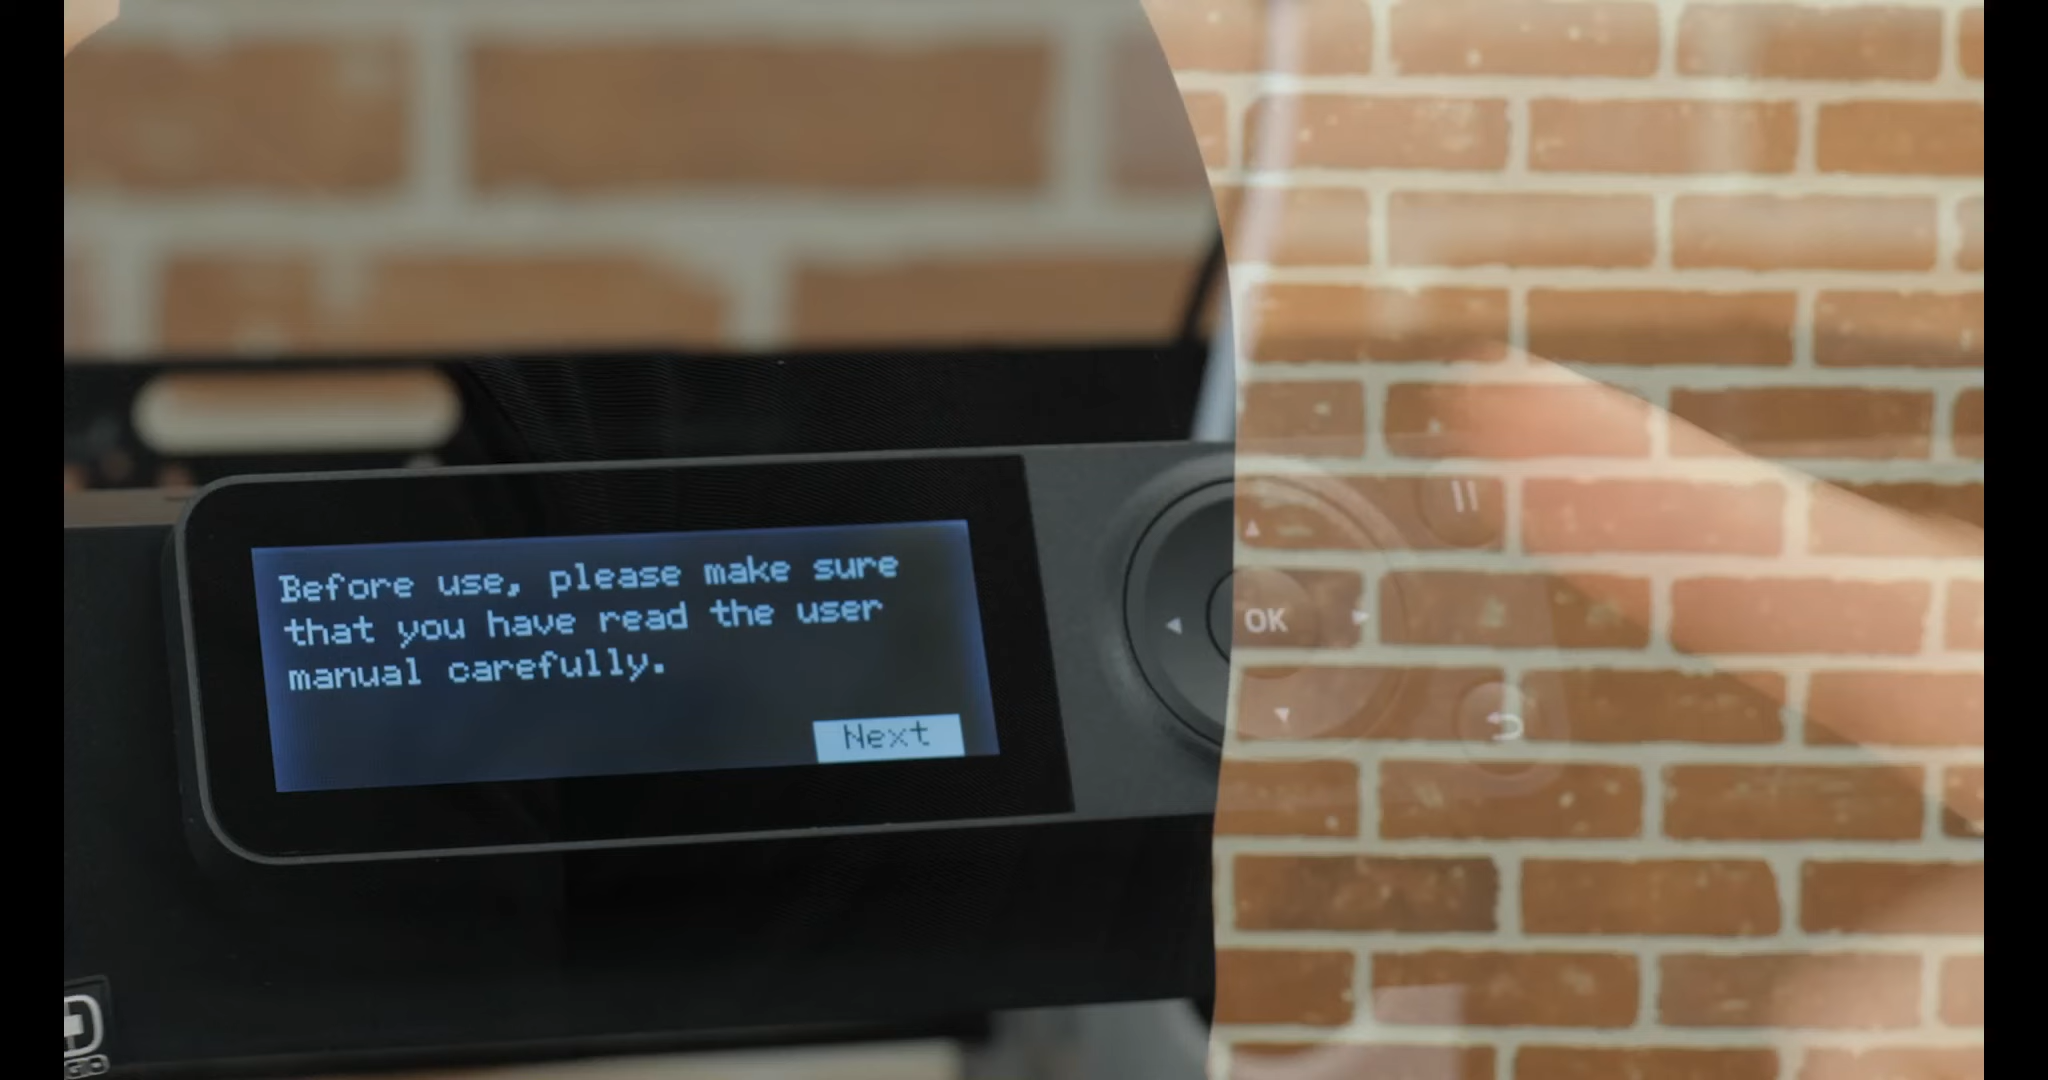 Before use, please make sure
that you have read the user
manual carefully.
Next
OK